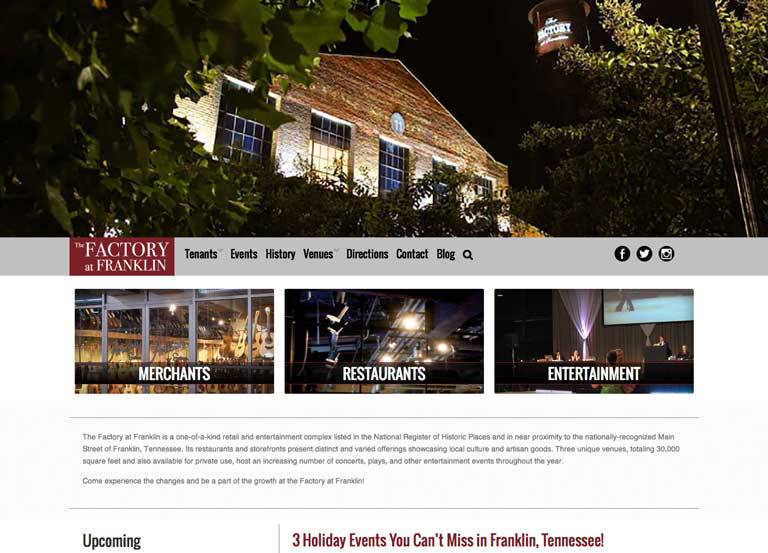 The
FACTORY
The FACTORY
at FRANKLIN
Tenants Events History Venues Directions Contact Blog
MERCHANTS
RESTAURANTS
ENTERTAINMENT
The Factory at Franklin is a one-of-a-kind retail and entertainment complex listed in the National Register of Historic Places and in near proximity to the nationally-recognized Main
Street of Franklin, Tennessee. Its restaurants and storefronts present distinct and varied offerings showcasing local culture and artisan goods. Three unique venues, totaling 30,000
square feet and also available for private use, host an increasing number of concerts, plays, and other entertainment events throughout the year.
Come experience the changes and be a part of the growth at the Factory at Franklin!
Upcoming
3 Holiday Events You Can't Miss in Franklin, Tennessee!